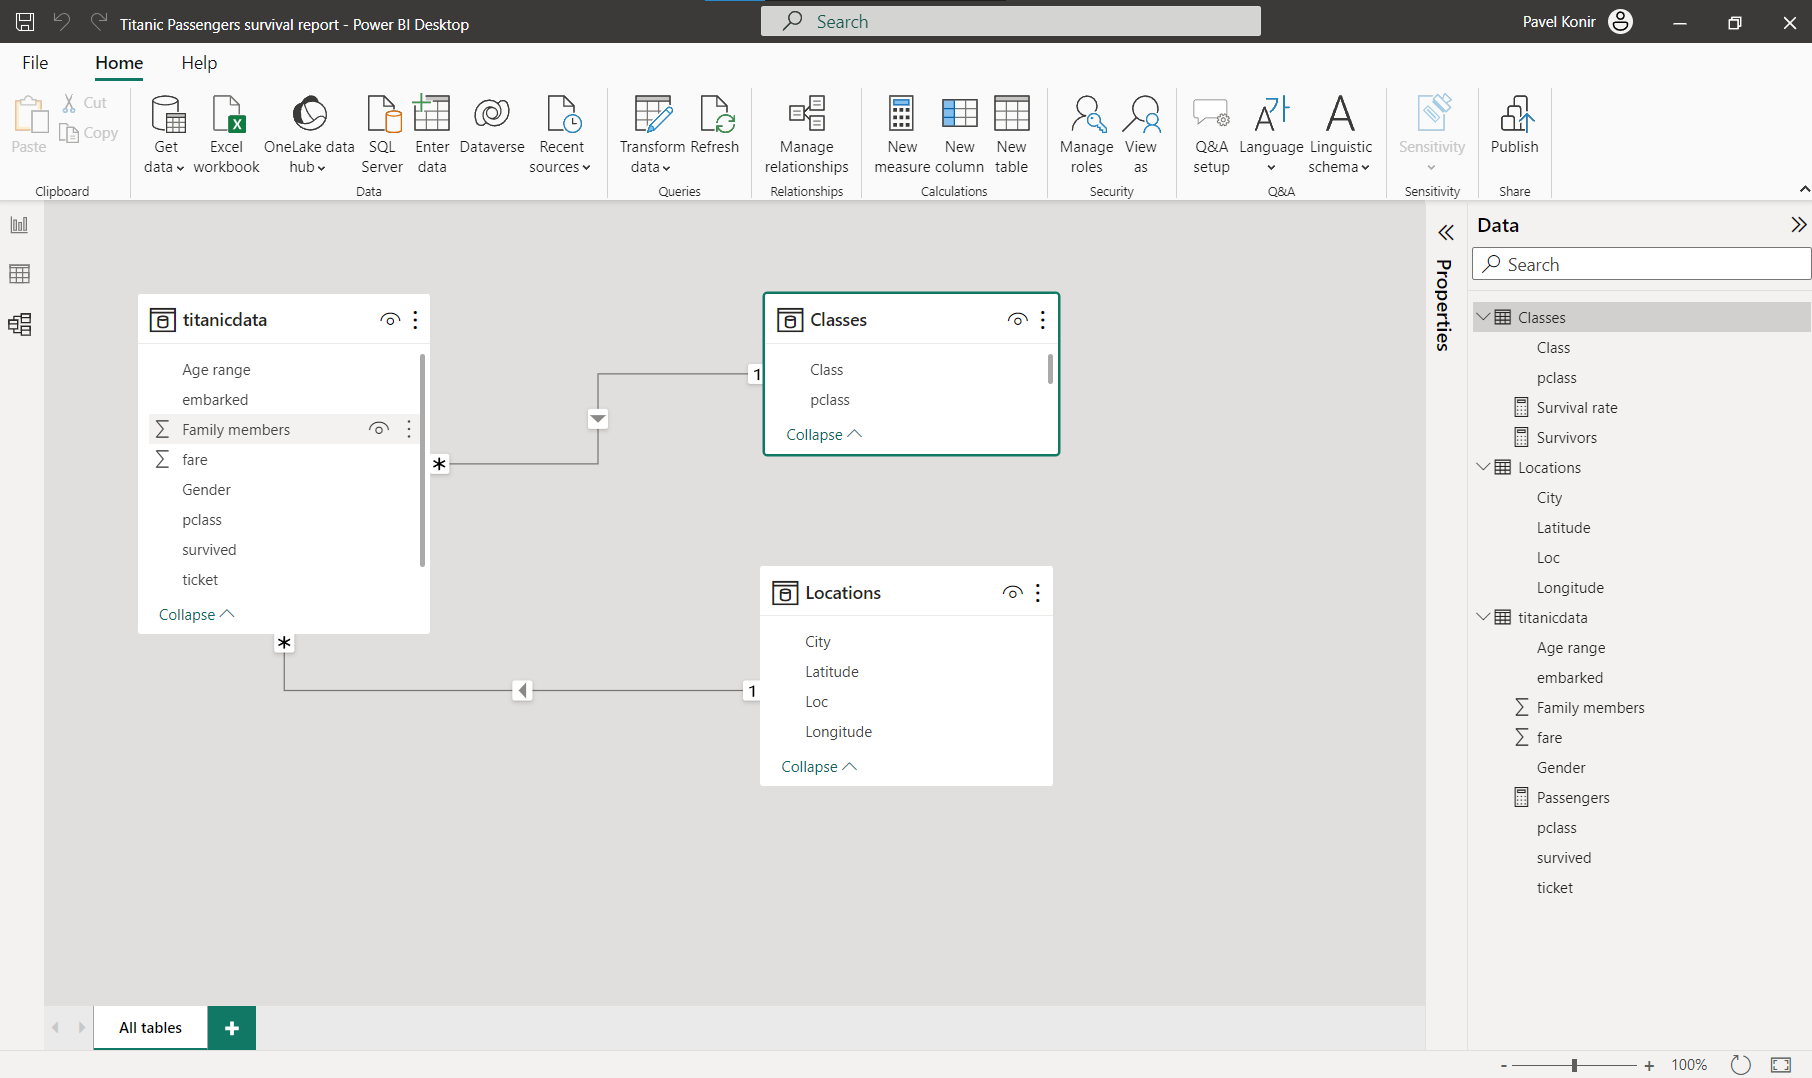 Titanic Passengers survival report - Power BI Desktop
Search
Pavel Konir
File
Home
Help
Paste
Cut
Copy
Clipboard
Get data
Excel workbook
OneLake data hub
SQL Server
Enter data
Dataverse
Recent sources
Data
Transform data
Refresh
Queries
Manage relationships
Relationships
New measure
New column
New table
Calculations
Manage roles
View as
Security
Q&A setup
Language
Linguistic schema
Q&A
Sensitivity
Sensitivity
Publish
Share
titanicdata
Age range
embarked
Family members
fare
Gender
pclass
survived
ticket
Collapse
*
1
Classes
Class
pclass
Collapse
*
1
Locations
City
Latitude
Loc
Longitude
Collapse
Properties
Data
Search
Classes
Class
pclass
Survival rate
Survivors
Locations
City
Latitude
Loc
Longitude
titanicdata
Age range
embarked
Family members
fare
Gender
Passengers
pclass
survived
ticket
All tables
+
- + 100%